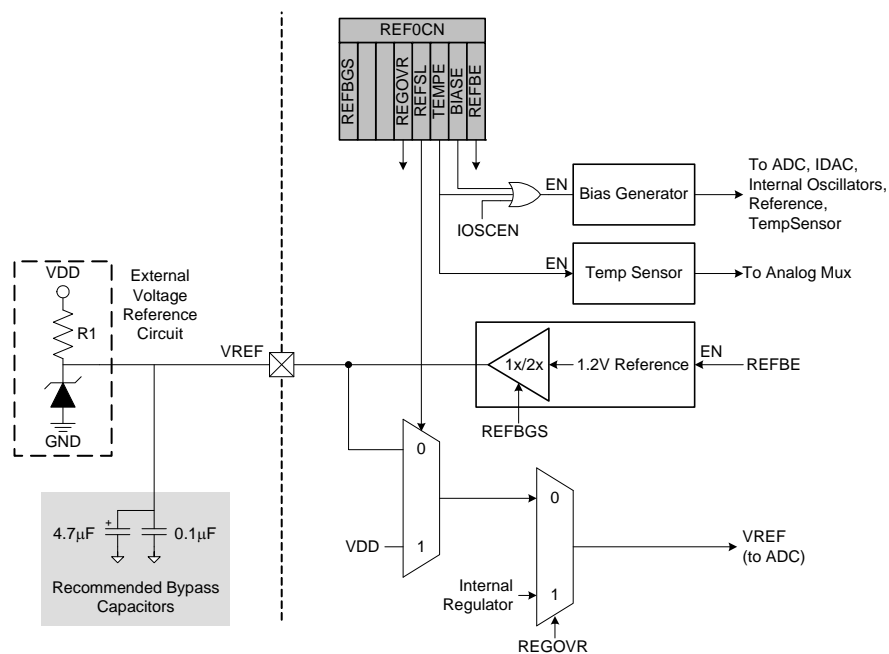 REF0CN
REFBGS
REGOVR
REFSL
TEMPE
BIASE
REFBE
EN
Bias Generator
To ADC, IDAC,
Internal Oscillators,
Reference,
TempSensor
IOSCEN
EN
Temp Sensor
To Analog Mux
VDD
R1
GND
External
Voltage
Reference
Circuit
VREF
1x/2x
1.2V Reference
EN
REFBE
REFBGS
0
VDD
1
0
Internal
Regulator
1
REGOVR
VREF
(to ADC)
4.7µF
+
0.1µF
Recommended Bypass
Capacitors